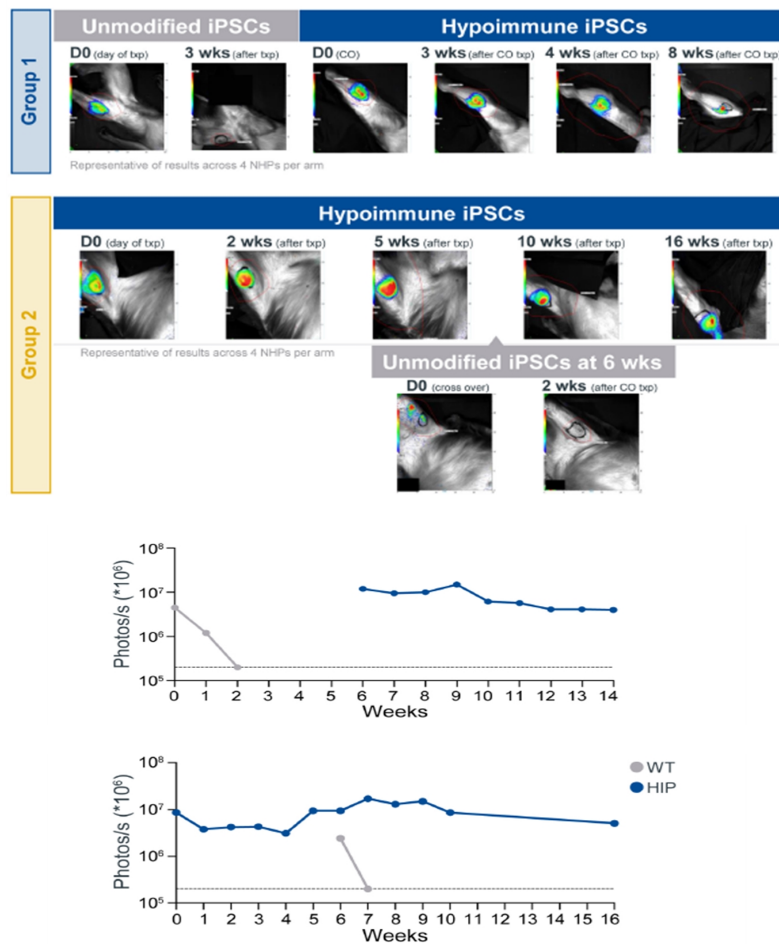 Group 1
Unmodified iPSCs
Hypoimmune iPSCs
D0 (day of txp)
3 wks (after txp)
D0 (CO)
3 wks (after CO txp)
4 wks (after CO txp)
8 wks (after CO txp)
Representative of results across 4 NHPs per arm
Group 2
Hypoimmune iPSCs
D0 (day of txp)
2 wks (after txp)
5 wks (after txp)
10 wks (after txp)
16 wks (after txp)
Representative of results across 4 NHPs per arm
Unmodified iPSCs at 6 wks
D0 (cross over)
2 wks (after CO txp)
Photos/s (*10⁶)
10⁸
10⁷
10⁶
10⁵
0 1 2 3 4 5 6 7 8 9 10 11 12 13 14
Weeks
Photos/s (*10⁶)
10⁸
10⁷
10⁶
10⁵
0 1 2 3 4 5 6 7 8 9 10 11 12 13 14 15 16
Weeks
WT
HIP